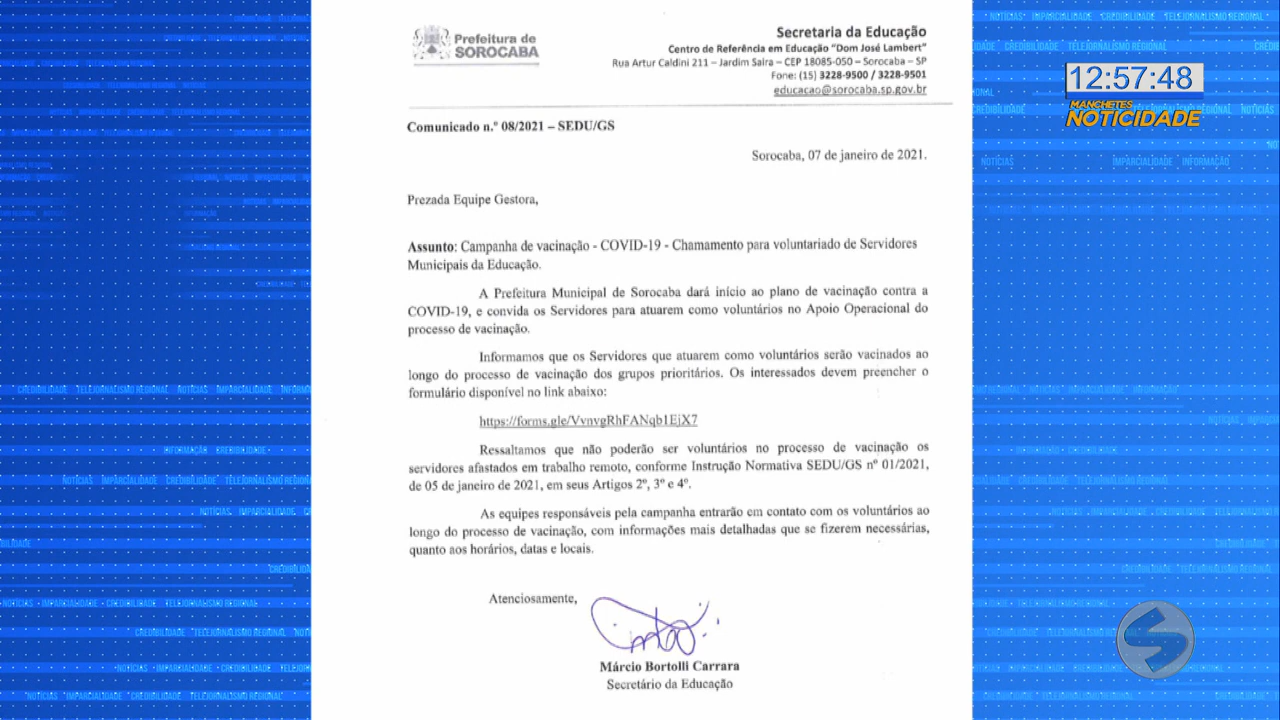 Prefeitura de
SOROCABA
Secretaria da Educação
Centro de Referência em Educação “Dom José Lambert”
Rua Artur Caldini 211 – Jardim Saira – CEP 18085-050 – Sorocaba – SP
Fone: (15) 3228-9500 / 3228-9501
educacao@sorocaba.sp.gov.br
12:57:48
MANCHETES
NOTICIDADE
Comunicado n.º 08/2021 – SEDU/GS
Sorocaba, 07 de janeiro de 2021.
Prezada Equipe Gestora,
Assunto: Campanha de vacinação - COVID-19 - Chamamento para voluntariado de Servidores
Municipais da Educação.
A Prefeitura Municipal de Sorocaba dará início ao plano de vacinação contra a
COVID-19, e convida os Servidores para atuarem como voluntários no Apoio Operacional do
processo de vacinação.
Informamos que os Servidores que atuarem como voluntários serão vacinados ao
longo do processo de vacinação dos grupos prioritários. Os interessados devem preencher o
formulário disponível no link abaixo:
https://forms.gle/VvnvgRhFANqb1EjX7
Ressaltamos que não poderão ser voluntários no processo de vacinação os
servidores afastados em trabalho remoto, conforme Instrução Normativa SEDU/GS nº 01/2021,
de 05 de janeiro de 2021, em seus Artigos 2º, 3º e 4º.
As equipes responsáveis pela campanha entrarão em contato com os voluntários ao
longo do processo de vacinação, com informações mais detalhadas que se fizerem necessárias,
quanto aos horários, datas e locais.
Atenciosamente,
Márcio Bortolli Carrara
Secretário da Educação